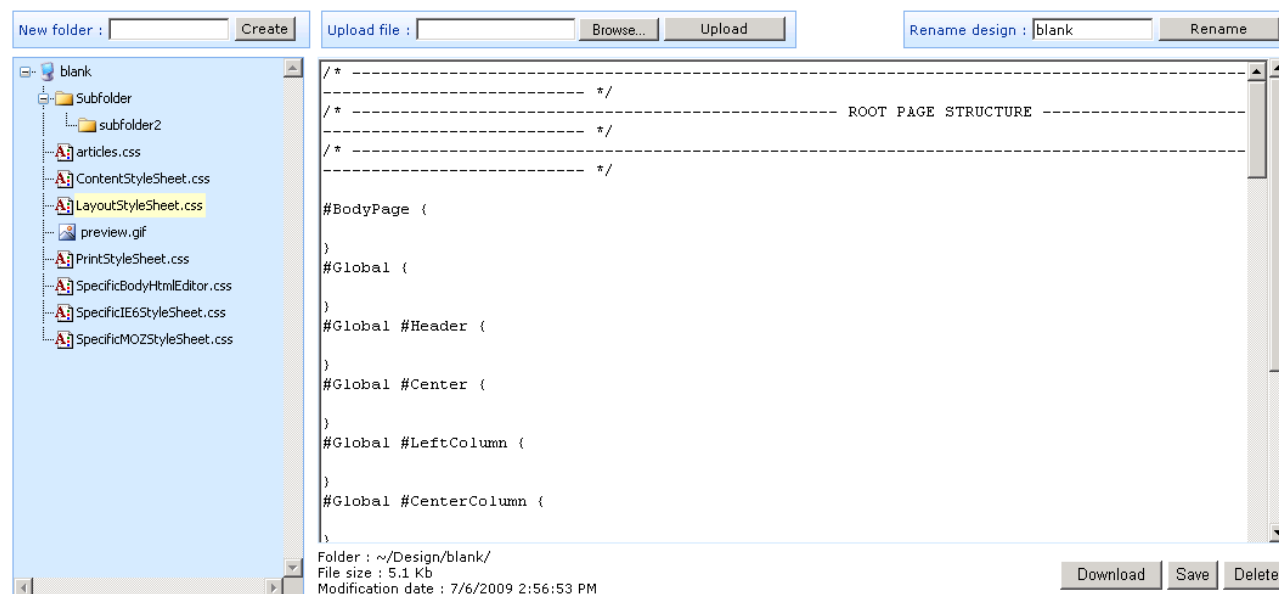 New folder : Create Upload file : Browse... Upload Rename design : blank Rename
blank
Subfolder
subfolder2
articles.css
ContentStyleSheet.css
LayoutStyleSheet.css
preview.gif
PrintStyleSheet.css
SpecificBodyHtmlEditor.css
SpecificIE6StyleSheet.css
SpecificMOZStyleSheet.css
/* --------------------------------------------------------------------------------------------
--------------------------- */
/* -------------------------------------------------- ROOT PAGE STRUCTURE ---------------------
--------------------------- */
/* --------------------------------------------------------------------------------------------
--------------------------- */
#BodyPage {
}
#Global {
}
#Global #Header {
}
#Global #Center {
}
#Global #LeftColumn {
}
#Global #CenterColumn {
}
Folder : ~/Design/blank/
File size : 5.1 Kb
Modification date : 7/6/2009 2:56:53 PM
Download Save Delete